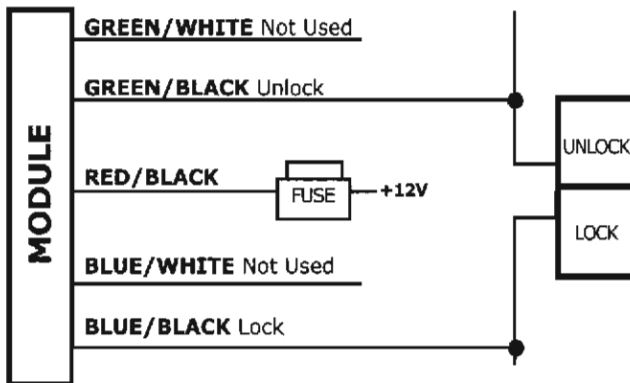 MODULE
GREEN/WHITE Not Used
GREEN/BLACK Unlock
RED/BLACK
FUSE
+12V
BLUE/WHITE Not Used
BLUE/BLACK Lock
UNLOCK
LOCK